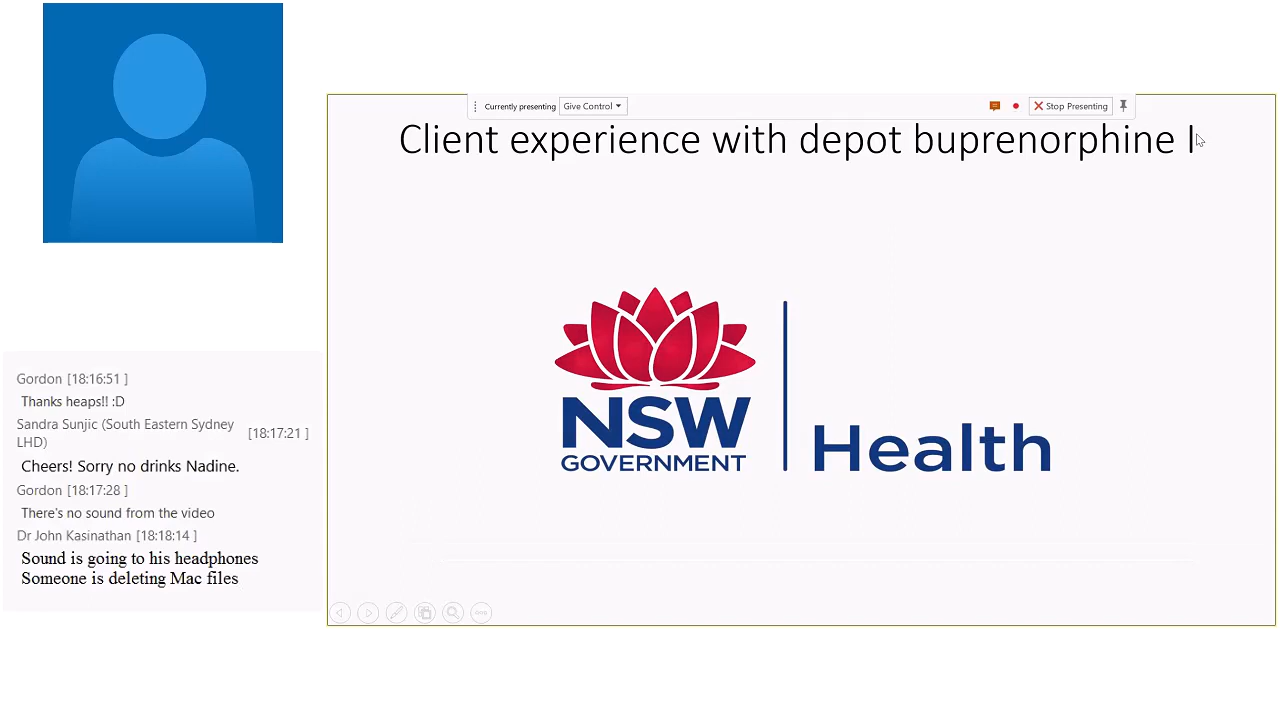 Currently presenting Give Control Stop Presenting
Client experience with depot buprenorphine I
NSW
GOVERNMENT
Health
Gordon [18:16:51 ]
Thanks heaps!! :D
Sandra Sunjic (South Eastern Sydney
LHD) [18:17:21 ]
Cheers! Sorry no drinks Nadine.
Gordon [18:17:28 ]
There's no sound from the video
Dr John Kasinathan [18:18:14 ]
Sound is going to his headphones
Someone is deleting Mac files